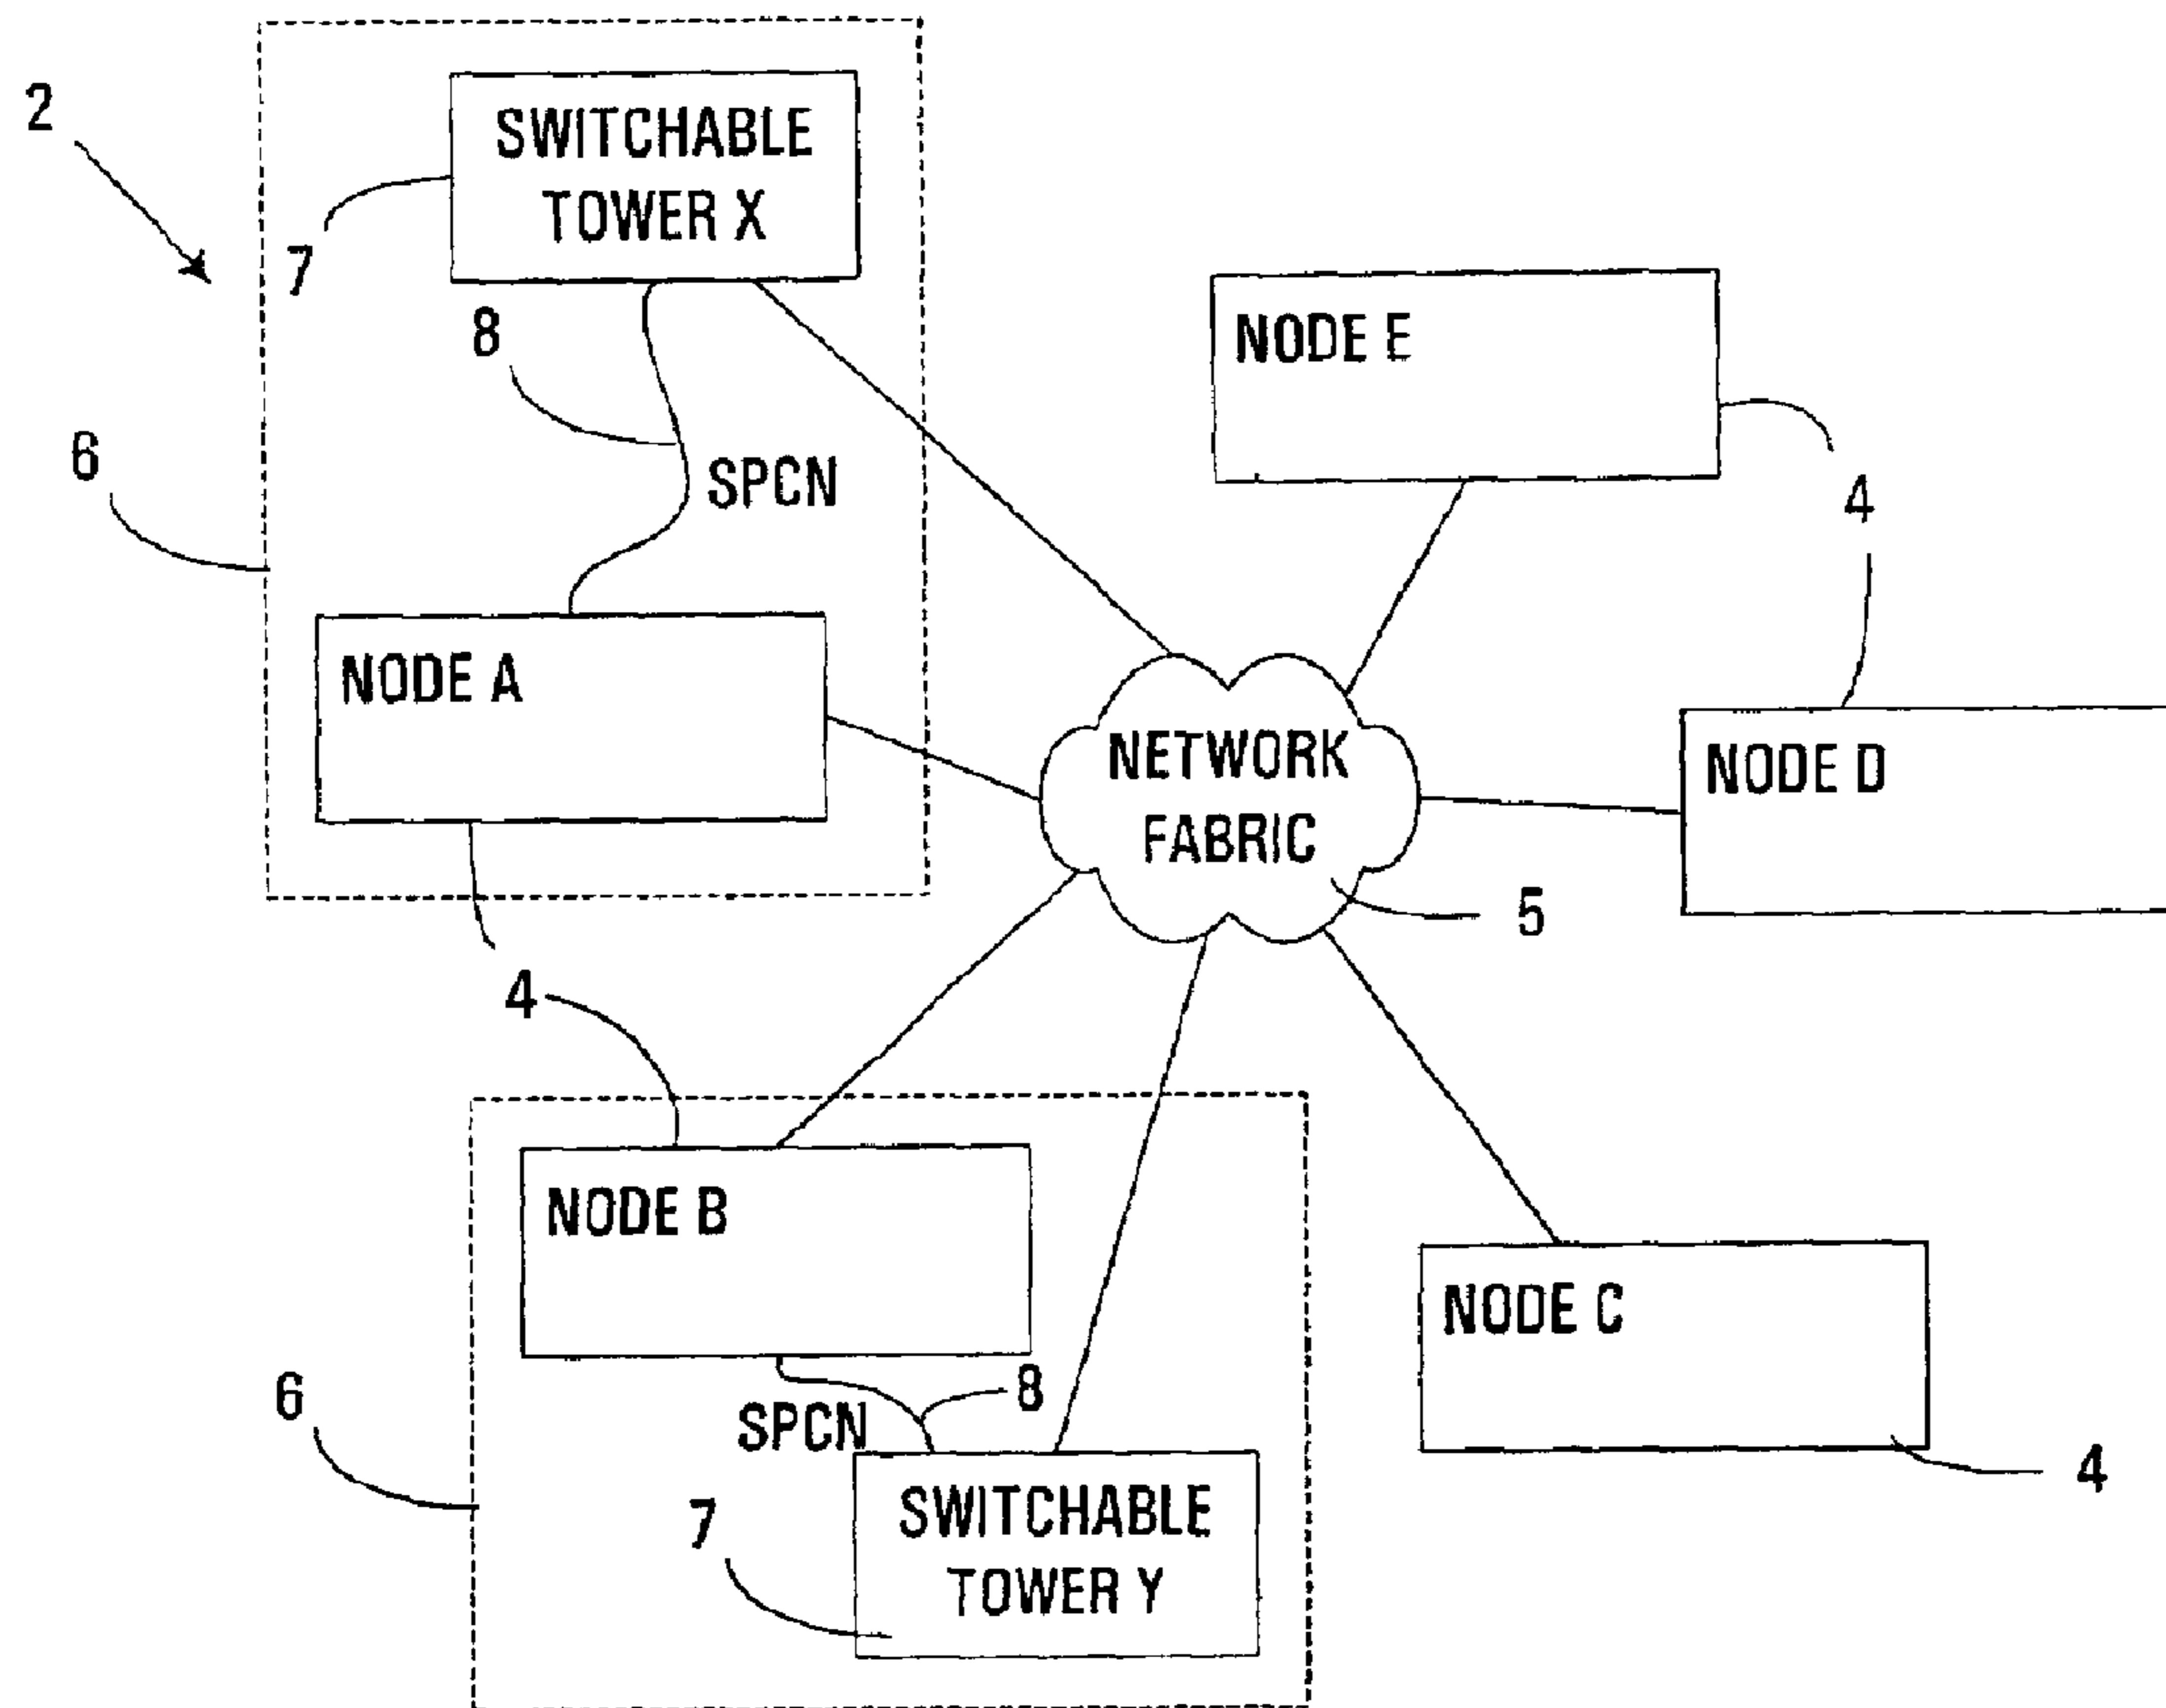 2
SWITCHABLE
TOWER X
7
8
NODE E
6
SPCN
4
NODE A
NETWORK
FABRIC
NODE D
5
4
NODE B
NODE C
6
8
SPCN
4
7
SWITCHABLE
TOWER Y